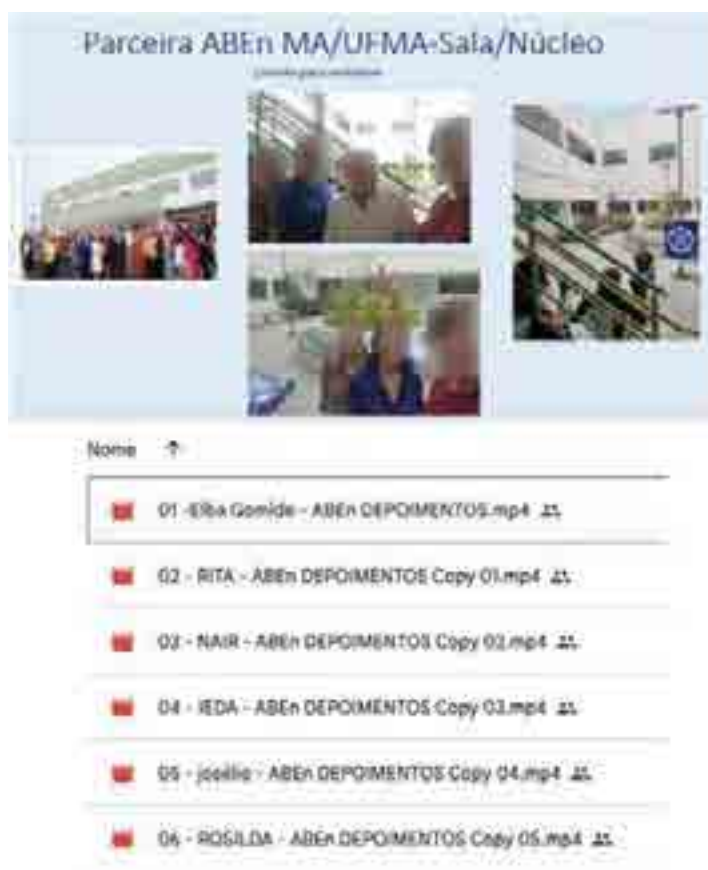 Parceira ABEn MA/UFMA-Sala/Núcleo
Nome ↑
01 -Elba Gomide - ABEn DEPOIMENTOS.mp4
02 - RITA - ABEn DEPOIMENTOS Copy 01.mp4
03 - NAIR - ABEn DEPOIMENTOS Copy 02.mp4
04 - IEDA - ABEn DEPOIMENTOS Copy 03.mp4
05 - josélio - ABEn DEPOIMENTOS Copy 04.mp4
06 - ROSILDA - ABEn DEPOIMENTOS Copy 05.mp4